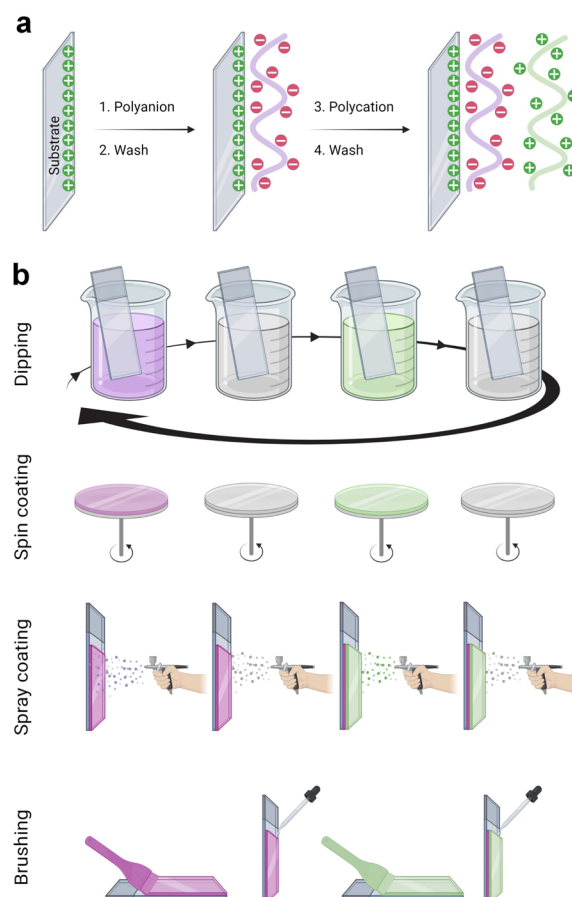 a
Substrate
1. Polyanion
2. Wash
3. Polycation
4. Wash
b
Dipping
Spin coating
Spray coating
Brushing